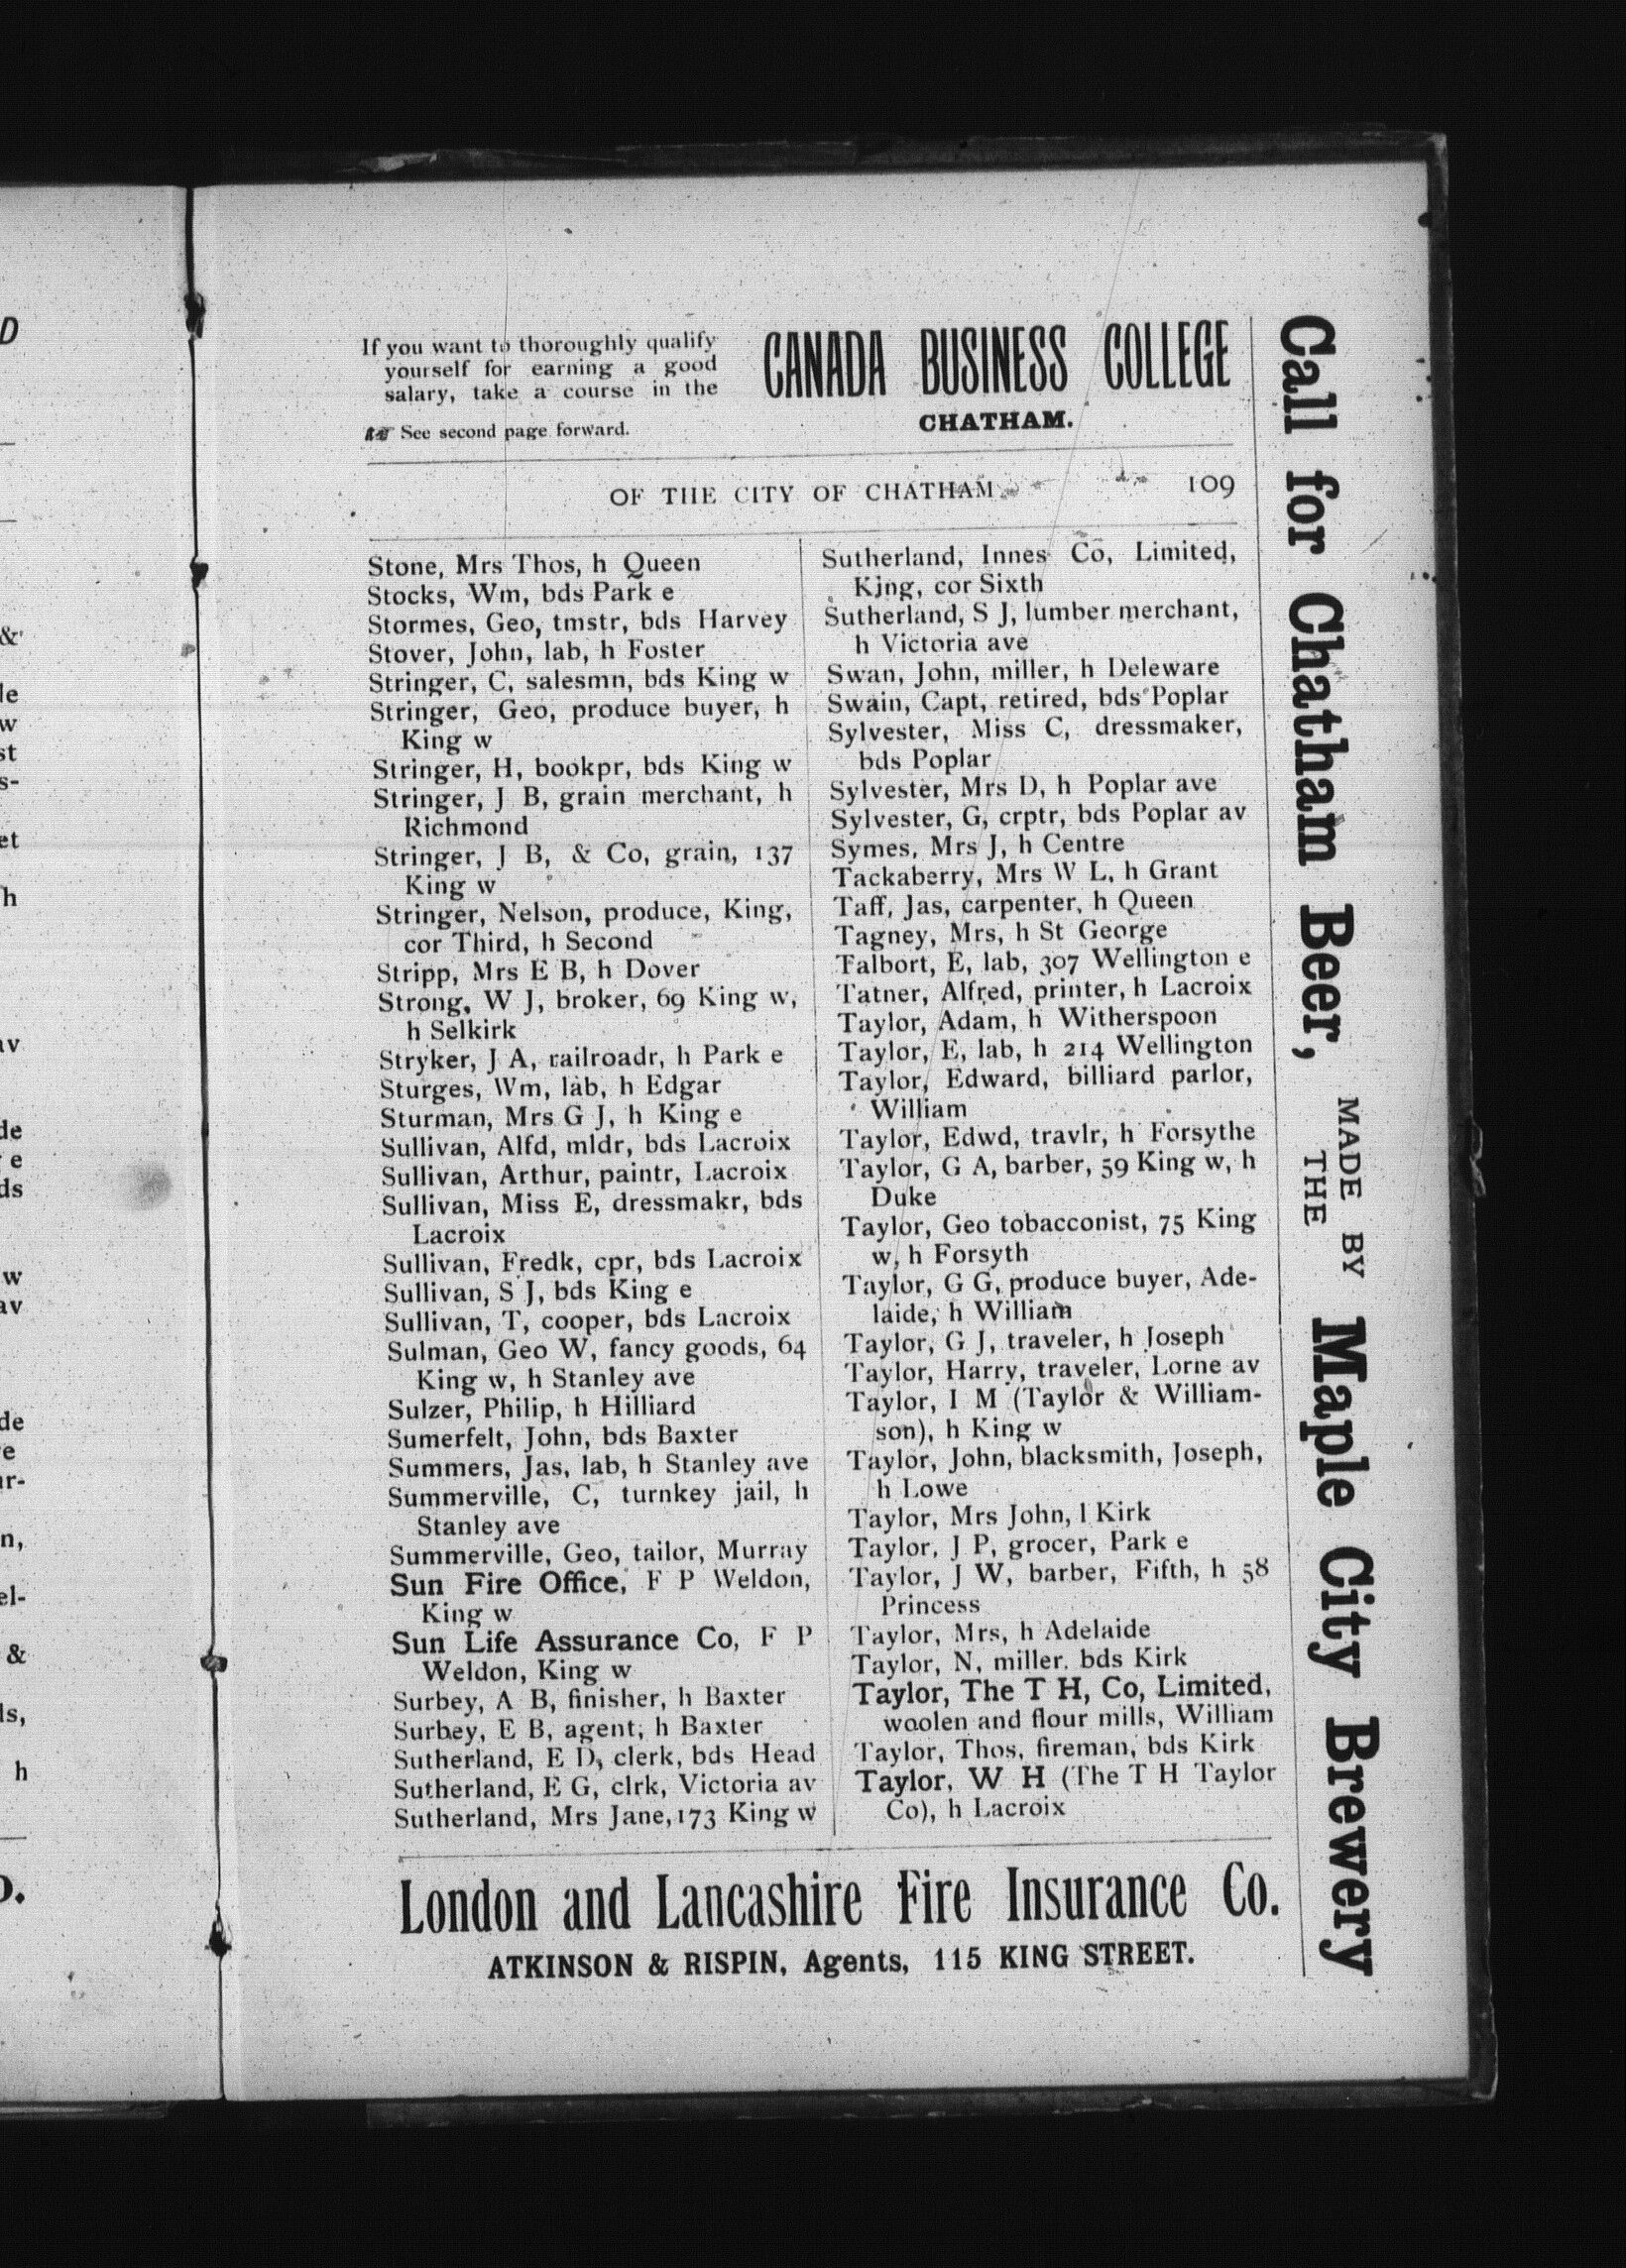 If you want to thoroughly qualify
yourself for earning a good
salary, take a course in the
See second page forward.
CANADA BUSINESS COLLEGE
CHATHAM.
OF THE CITY OF CHATHAM 109
Stone, Mrs Thos, h Queen
Stocks, Wm, bds Park e
Stormes, Geo, tmstr, bds Harvey
Stover, John, lab, h Foster
Stringer, C, salesmn, bds King w
Stringer, Geo, produce buyer, h
King w
Stringer, H, bookpr, bds King w
Stringer, J B, grain merchant, h
Richmond
Stringer, J B, & Co, grain, 137
King w
Stringer, Nelson, produce, King,
cor Third, h Second
Stripp, Mrs E B, h Dover
Strong, W J, broker, 69 King w,
h Selkirk
Stryker, J A, railroadr, h Park e
Sturges, Wm, lab, h Edgar
Sturman, Mrs G J, h King e
Sullivan, Alfd, mldr, bds Lacroix
Sullivan, Arthur, paintr, Lacroix
Sullivan, Miss E, dressmakr, bds
Lacroix
Sullivan, Fredk, cpr, bds Lacroix
Sullivan, S J, bds King e
Sullivan, T, cooper, bds Lacroix
Sulman, Geo W, fancy goods, 64
King w, h Stanley ave
Sulzer, Philip, h Hilliard
Sumerfelt, John, bds Baxter
Summers, Jas, lab, h Stanley ave
Summerville, C, turnkey jail, h
Stanley ave
Summerville, Geo, tailor, Murray
Sun Fire Office, F P Weldon,
King w
Sun Life Assurance Co, F P
Weldon, King w
Surbey, A B, finisher, h Baxter
Surbey, E B, agent, h Baxter
Sutherland, E D, clerk, bds Head
Sutherland, E G, clrk, Victoria av
Sutherland, Mrs Jane, 173 King w
Sutherland, Innes Co, Limited,
King, cor Sixth
Sutherland, S J, lumber merchant,
h Victoria ave
Swan, John, miller, h Deleware
Swain, Capt, retired, bds Poplar
Sylvester, Miss C, dressmaker,
bds Poplar
Sylvester, Mrs D, h Poplar ave
Sylvester, G, crptr, bds Poplar av
Symes, Mrs J, h Centre
Tackaberry, Mrs W L, h Grant
Taff, Jas, carpenter, h Queen
Tagney, Mrs, h St George
Talbort, E, lab, 307 Wellington e
Tatner, Alfred, printer, h Lacroix
Taylor, Adam, h Witherspoon
Taylor, E, lab, h 214 Wellington
Taylor, Edward, billiard parlor,
William
Taylor, Edwd, travlr, h Forsythe
Taylor, G A, barber, 59 King w, h
Duke
Taylor, Geo tobacconist, 75 King
w, h Forsyth
Taylor, G G, produce buyer, Ade-
laide, h William
Taylor, G J, traveler, h Joseph
Taylor, Harry, traveler, Lorne av
Taylor, I M (Taylor & William-
son), h King w
Taylor, John, blacksmith, Joseph,
h Lowe
Taylor, Mrs John, l Kirk
Taylor, J P, grocer, Park e
Taylor, J W, barber, Fifth, h 58
Princess
Taylor, Mrs, h Adelaide
Taylor, N, miller. bds Kirk
Taylor, The T H, Co, Limited,
woolen and flour mills, William
Taylor, Thos, fireman, bds Kirk
Taylor, W H (The T H Taylor
Co), h Lacroix
London and Lancashire Fire Insurance Co.
ATKINSON & RISPIN, Agents, 115 KING STREET.
Call for Chatham Beer, MADE BY THE Maple City Brewery